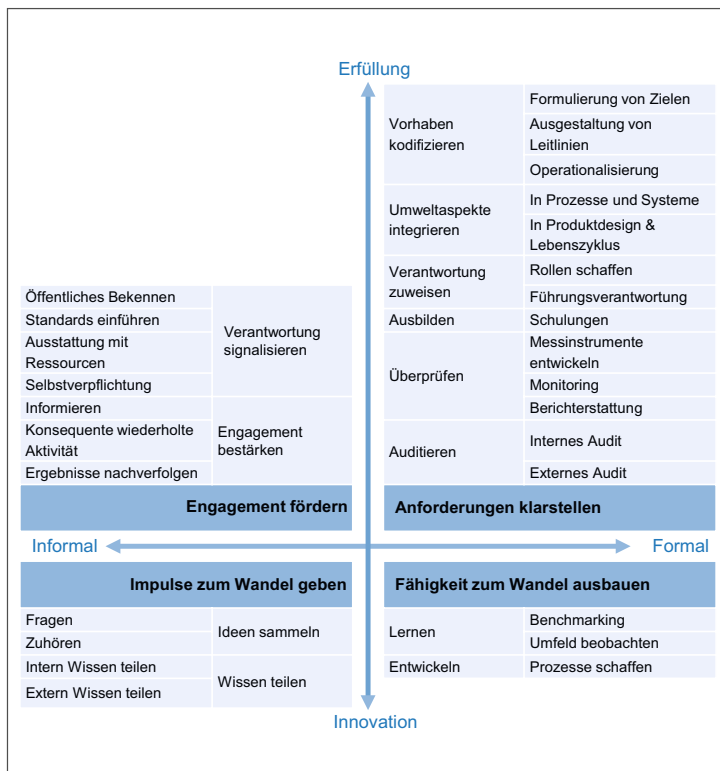 Erfüllung
Öffentliches Bekennen
Standards einführen
Ausstattung mit
Ressourcen
Selbstverpflichtung
Verantwortung
signalisieren
Informieren
Konsequente wiederholte
Aktivität
Ergebnisse nachverfolgen
Engagement
bestärken
Engagement fördern
Vorhaben
kodifizieren
Formulierung von Zielen
Ausgestaltung von
Leitlinien
Operationalisierung
Umweltaspekte
integrieren
In Prozesse und Systeme
In Produktdesign &
Lebenszyklus
Verantwortung
zuweisen
Rollen schaffen
Führungsverantwortung
Ausbilden
Schulungen
Überprüfen
Messinstrumente
entwickeln
Monitoring
Berichterstattung
Auditieren
Internes Audit
Externes Audit
Anforderungen klarstellen
Informal
Formal
Impulse zum Wandel geben
Fragen
Zuhören
Ideen sammeln
Intern Wissen teilen
Extern Wissen teilen
Wissen teilen
Fähigkeit zum Wandel ausbauen
Lernen
Benchmarking
Umfeld beobachten
Entwickeln
Prozesse schaffen
Innovation